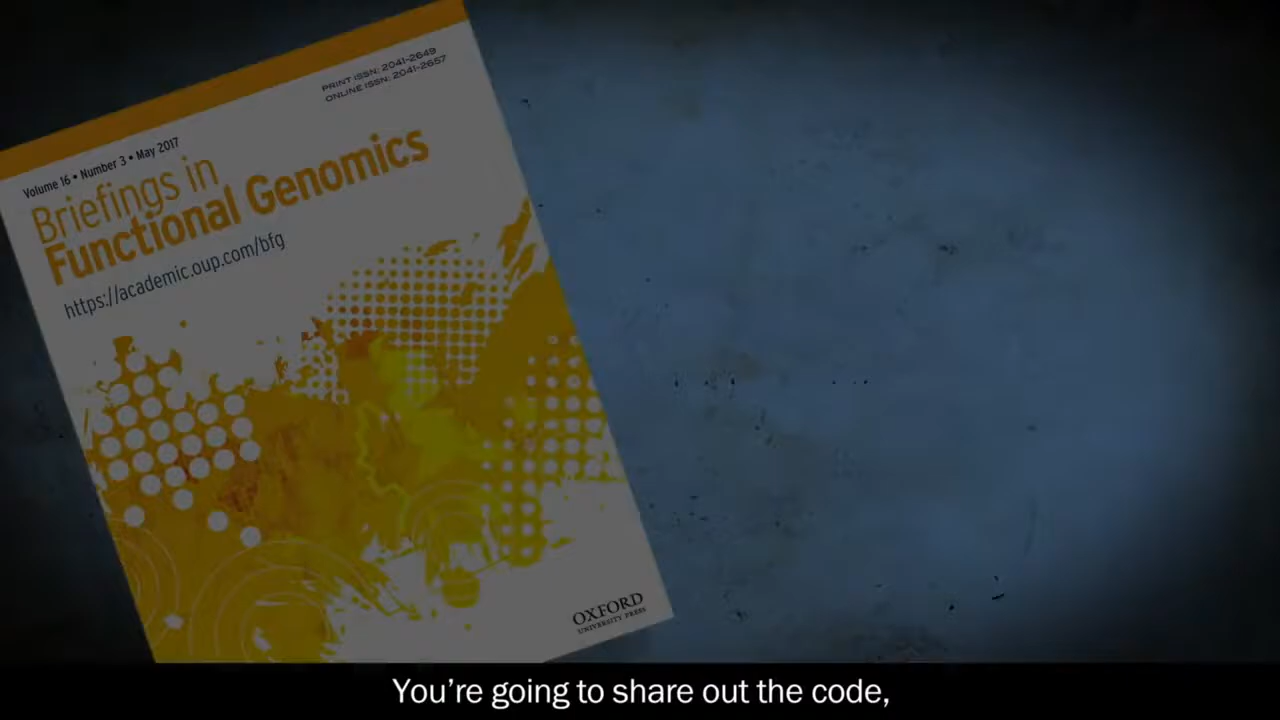 PRINT ISSN: 2041-2649
ONLINE ISSN: 2041-2657
Volume 16 • Number 3 • May 2017
Briefings in
Functional Genomics
https://academic.oup.com/bfg
OXFORD
UNIVERSITY PRESS
You’re going to share out the code,